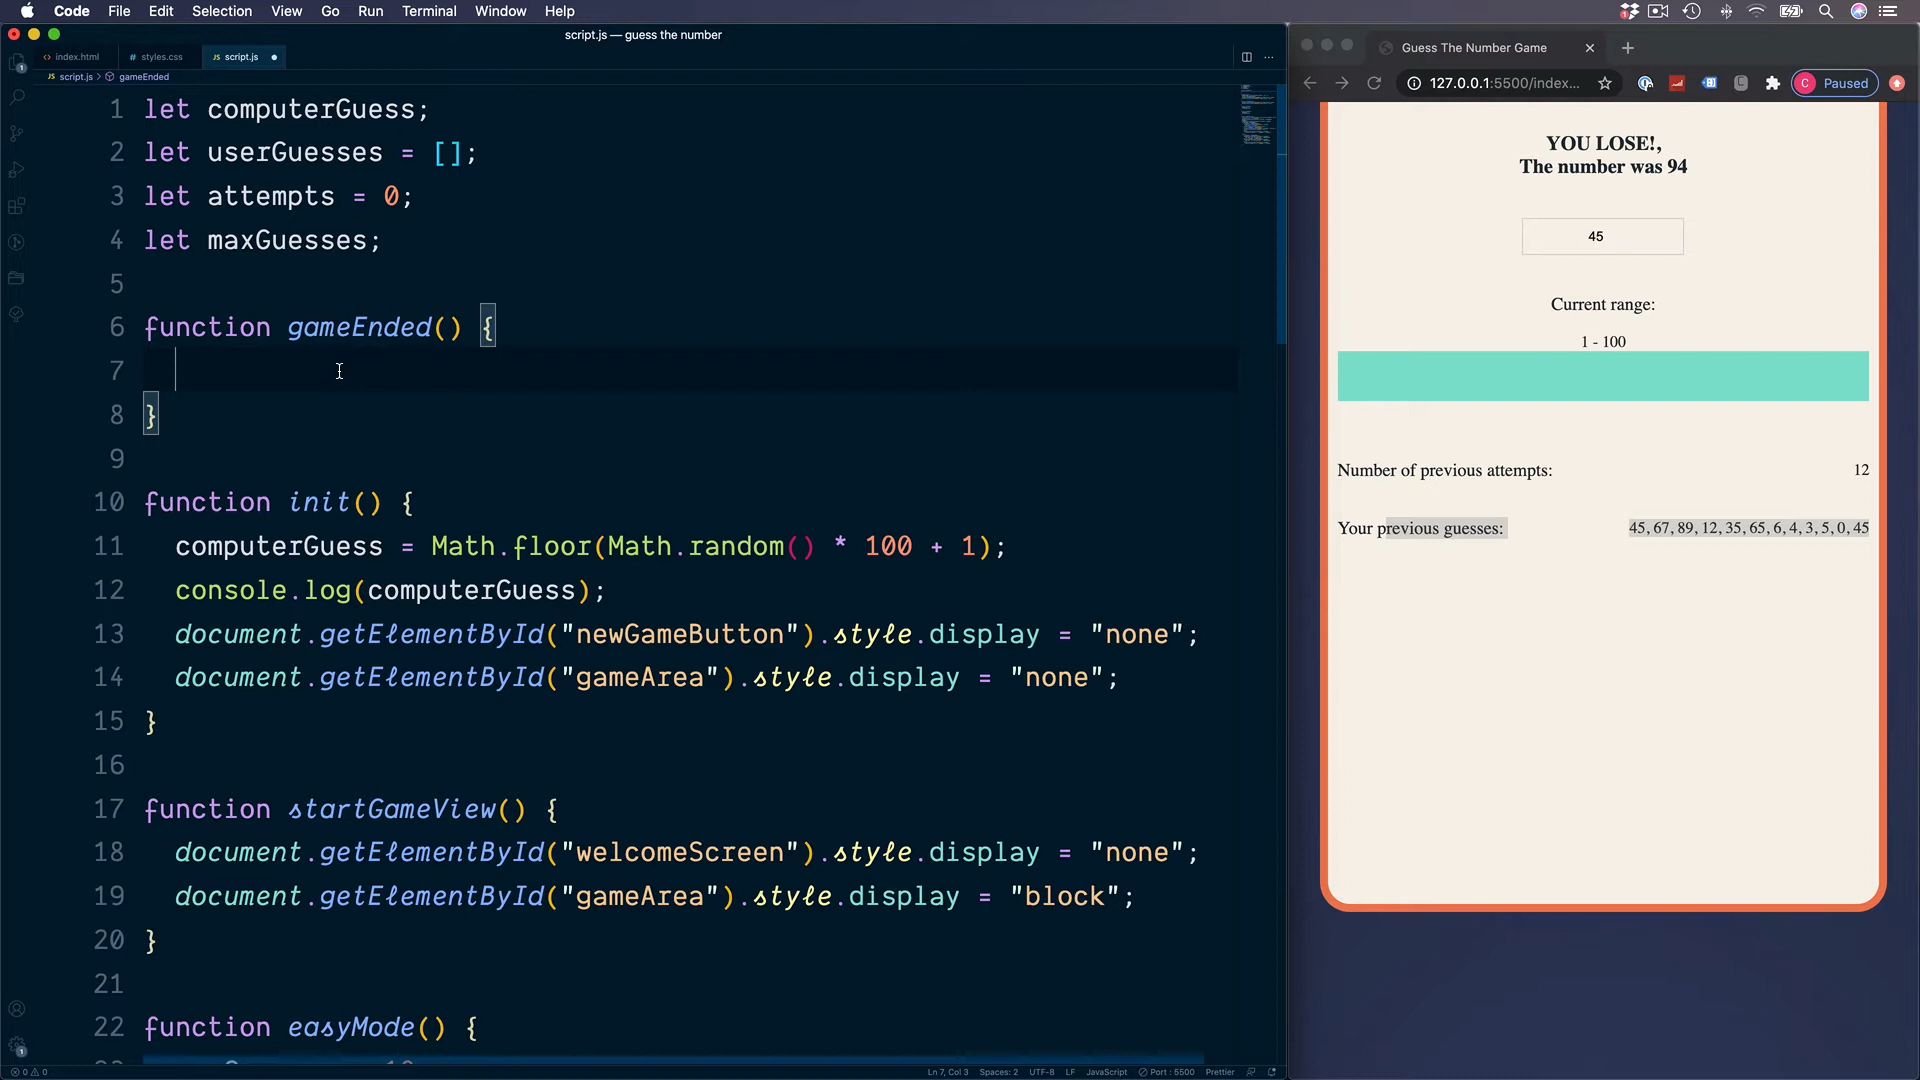 Code File Edit Selection View Go Run Terminal Window Help
script.js — guess the number
index.html styles.css script.js
script.js > gameEnded
1 let computerGuess;
2 let userGuesses = [];
3 let attempts = 0;
4 let maxGuesses;
5
6 function gameEnded() {
7
8 }
9
10 function init() {
11 computerGuess = Math.floor(Math.random() * 100 + 1);
12 console.log(computerGuess);
13 document.getElementById("newGameButton").style.display = "none";
14 document.getElementById("gameArea").style.display = "none";
15 }
16
17 function startGameView() {
18 document.getElementById("welcomeScreen").style.display = "none";
19 document.getElementById("gameArea").style.display = "block";
20 }
21
22 function easyMode() {
Ln 7, Col 3 Spaces: 2 UTF-8 LF JavaScript Port : 5500 Prettier
Guess The Number Game
127.0.0.1:5500/index...
C Paused
YOU LOSE!,
The number was 94
45
Current range:
1 - 100
Number of previous attempts: 12
Your previous guesses: 45, 67, 89, 12, 35, 65, 6, 4, 3, 5, 0, 45